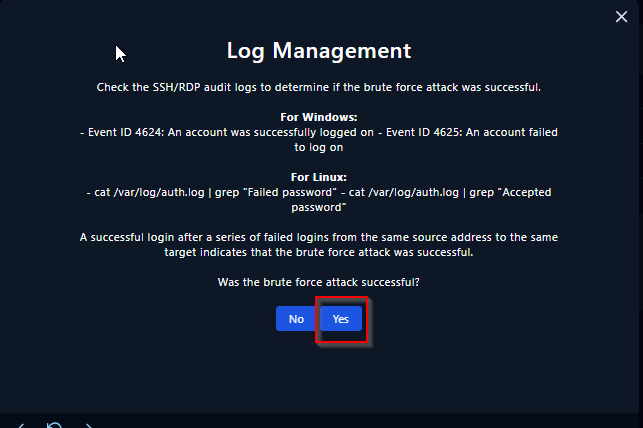 Log Management
Check the SSH/RDP audit logs to determine if the brute force attack was successful.
For Windows:
- Event ID 4624: An account was successfully logged on - Event ID 4625: An account failed
to log on
For Linux:
- cat /var/log/auth.log | grep "Failed password" - cat /var/log/auth.log | grep "Accepted
password"
A successful login after a series of failed logins from the same source address to the same
target indicates that the brute force attack was successful.
Was the brute force attack successful?
No Yes